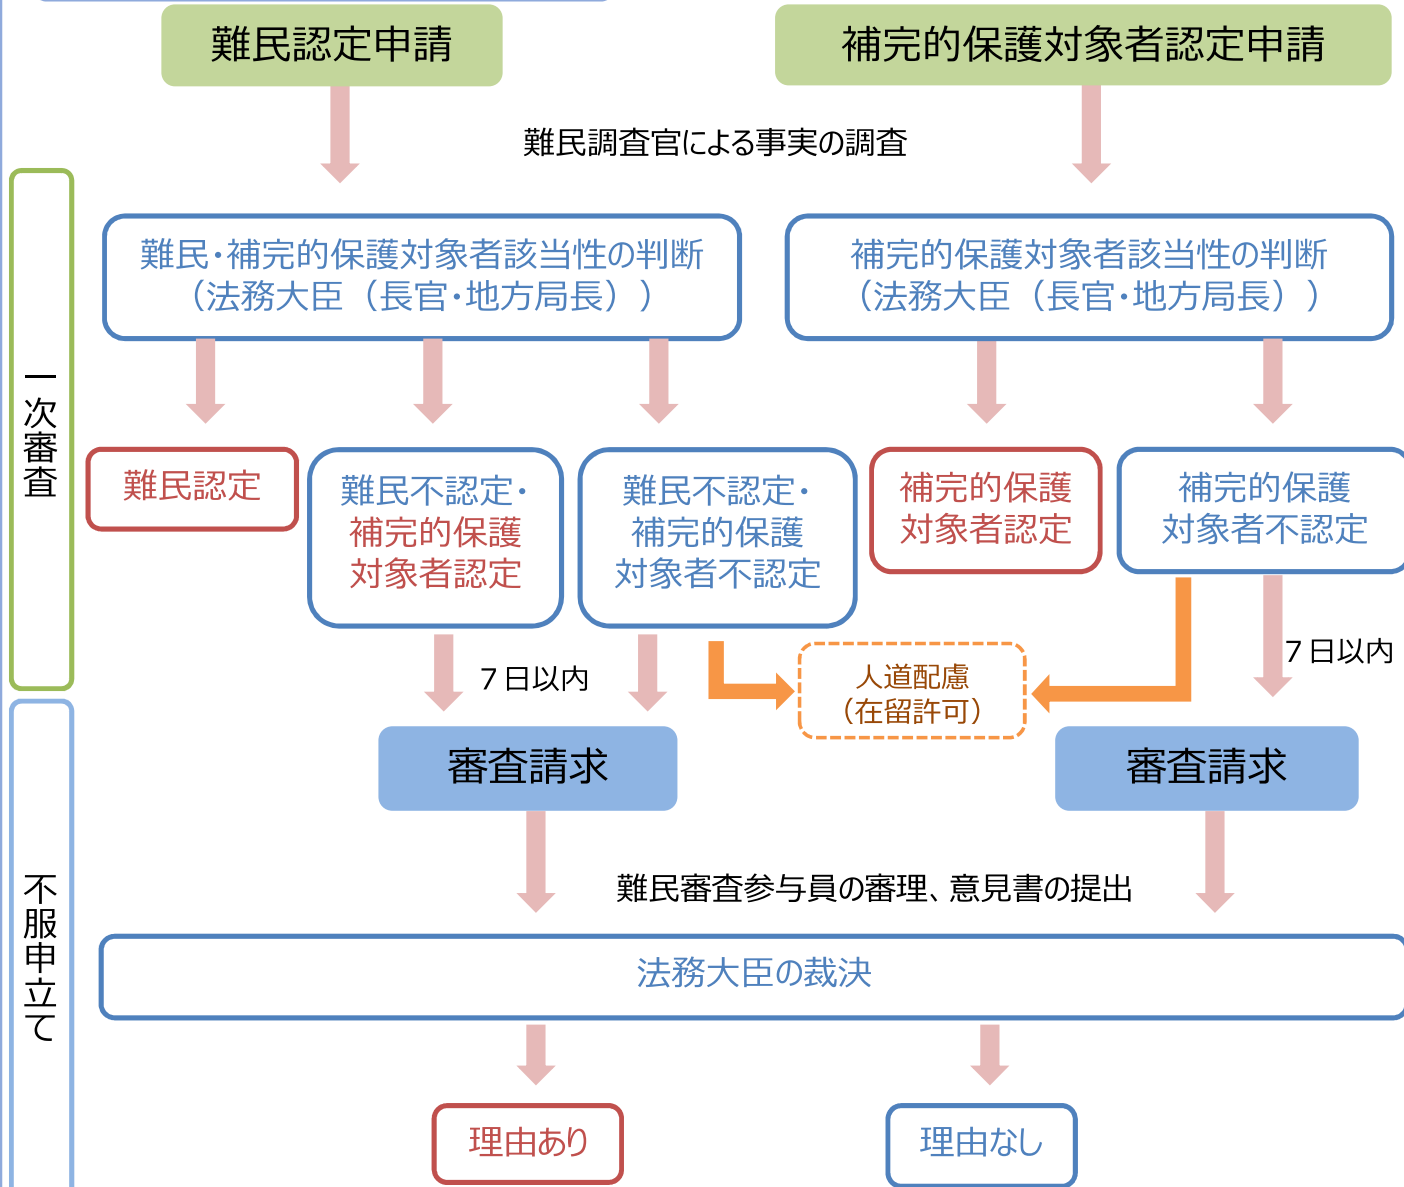 難民認定申請
補完的保護対象者認定申請
難民調査官による事実の調査
一次審査
難民・補完的保護対象者該当性の判断
（法務大臣（長官・地方局長））
補完的保護対象者該当性の判断
（法務大臣（長官・地方局長））
難民認定
難民不認定・
補完的保護
対象者認定
難民不認定・
補完的保護
対象者不認定
補完的保護
対象者認定
補完的保護
対象者不認定
7日以内
人道配慮
（在留許可）
7日以内
審査請求
審査請求
不服申立て
難民審査参与員の審理、意見書の提出
法務大臣の裁決
理由あり
理由なし